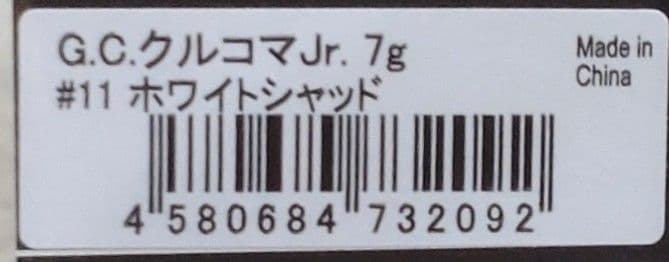 G.C.クルコマJr. 7g
#11 ホワイトシャッド
Made in
China
4 580684 732092